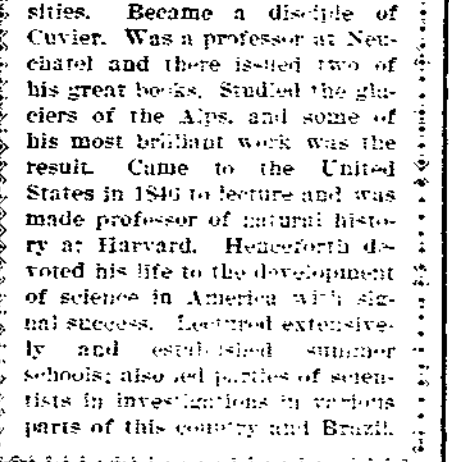 sities. Became a disciple of
Cuvier. Was a professor at Neu-
chatel and there issued two of
his great books. Studied the gla-
ciers of the Alps, and some of
his most brilliant work was the
result. Came to the United
States in 1846 to lecture and was
made professor of natural histo-
ry at Harvard. Henceforth de-
voted his life to the development
of science in America with sig-
nal success. Lectured extensive-
ly and established summer
schools; also led parties of scien-
tists in investigations in various
parts of this country and Brazil.